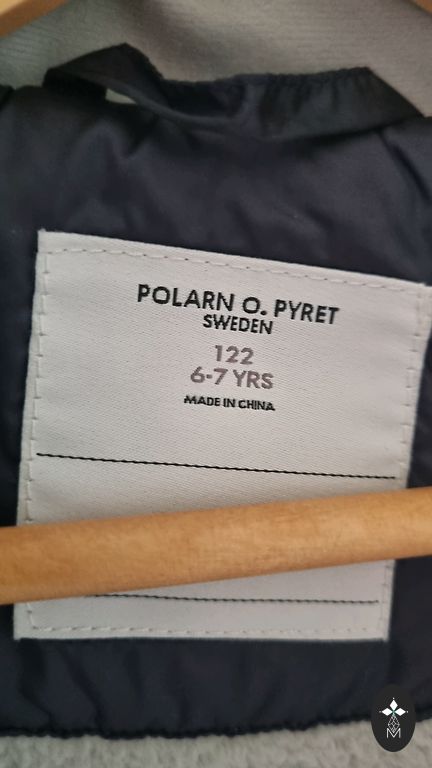 POLARN O. PYRET
SWEDEN
122
6-7 YRS
MADE IN CHINA
M